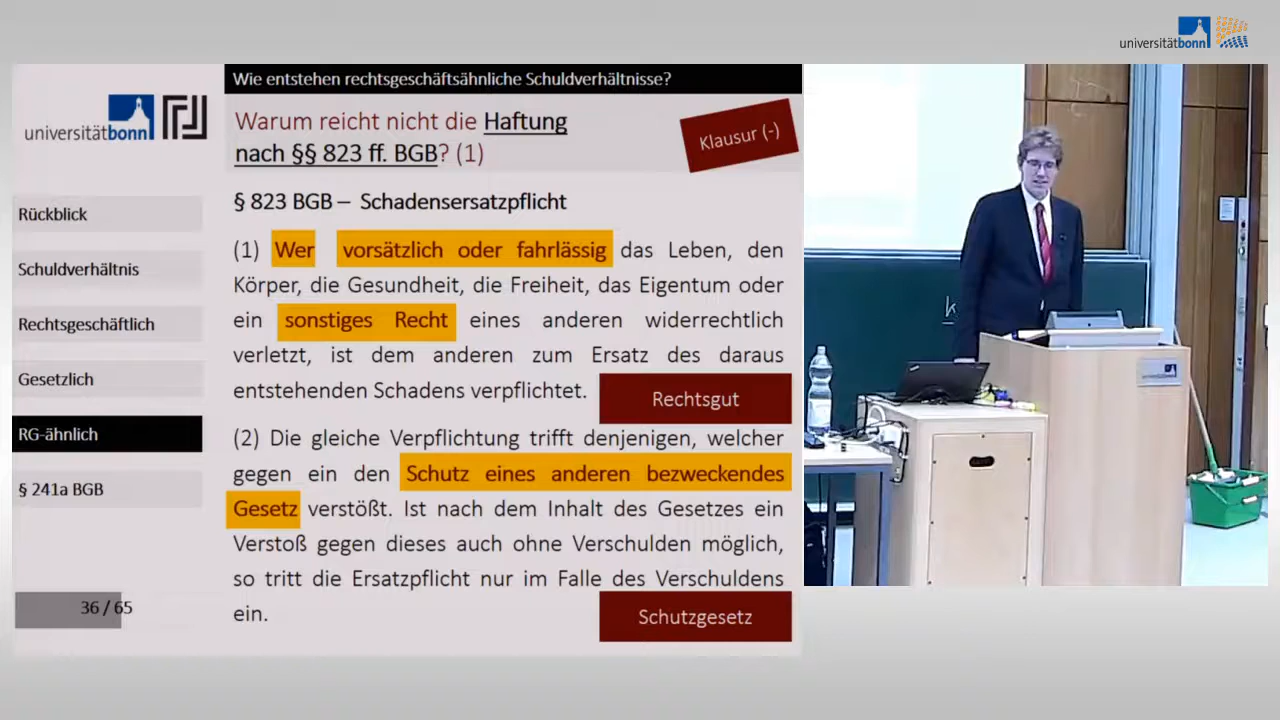 universitätbonn
Wie entstehen rechtsgeschäftsähnliche Schuldverhältnisse?
universitätbonn
Warum reicht nicht die Haftung
nach §§ 823 ff. BGB? (1)
Klausur (-)
Rückblick
Schuldverhältnis
Rechtsgeschäftlich
Gesetzlich
RG-ähnlich
§ 241a BGB
36 / 65
§ 823 BGB – Schadensersatzpflicht
(1) Wer vorsätzlich oder fahrlässig das Leben, den
Körper, die Gesundheit, die Freiheit, das Eigentum oder
ein sonstiges Recht eines anderen widerrechtlich
verletzt, ist dem anderen zum Ersatz des daraus
entstehenden Schadens verpflichtet.
Rechtsgut
(2) Die gleiche Verpflichtung trifft denjenigen, welcher
gegen ein den Schutz eines anderen bezweckendes
Gesetz verstößt. Ist nach dem Inhalt des Gesetzes ein
Verstoß gegen dieses auch ohne Verschulden möglich,
so tritt die Ersatzpflicht nur im Falle des Verschuldens
ein.
Schutzgesetz